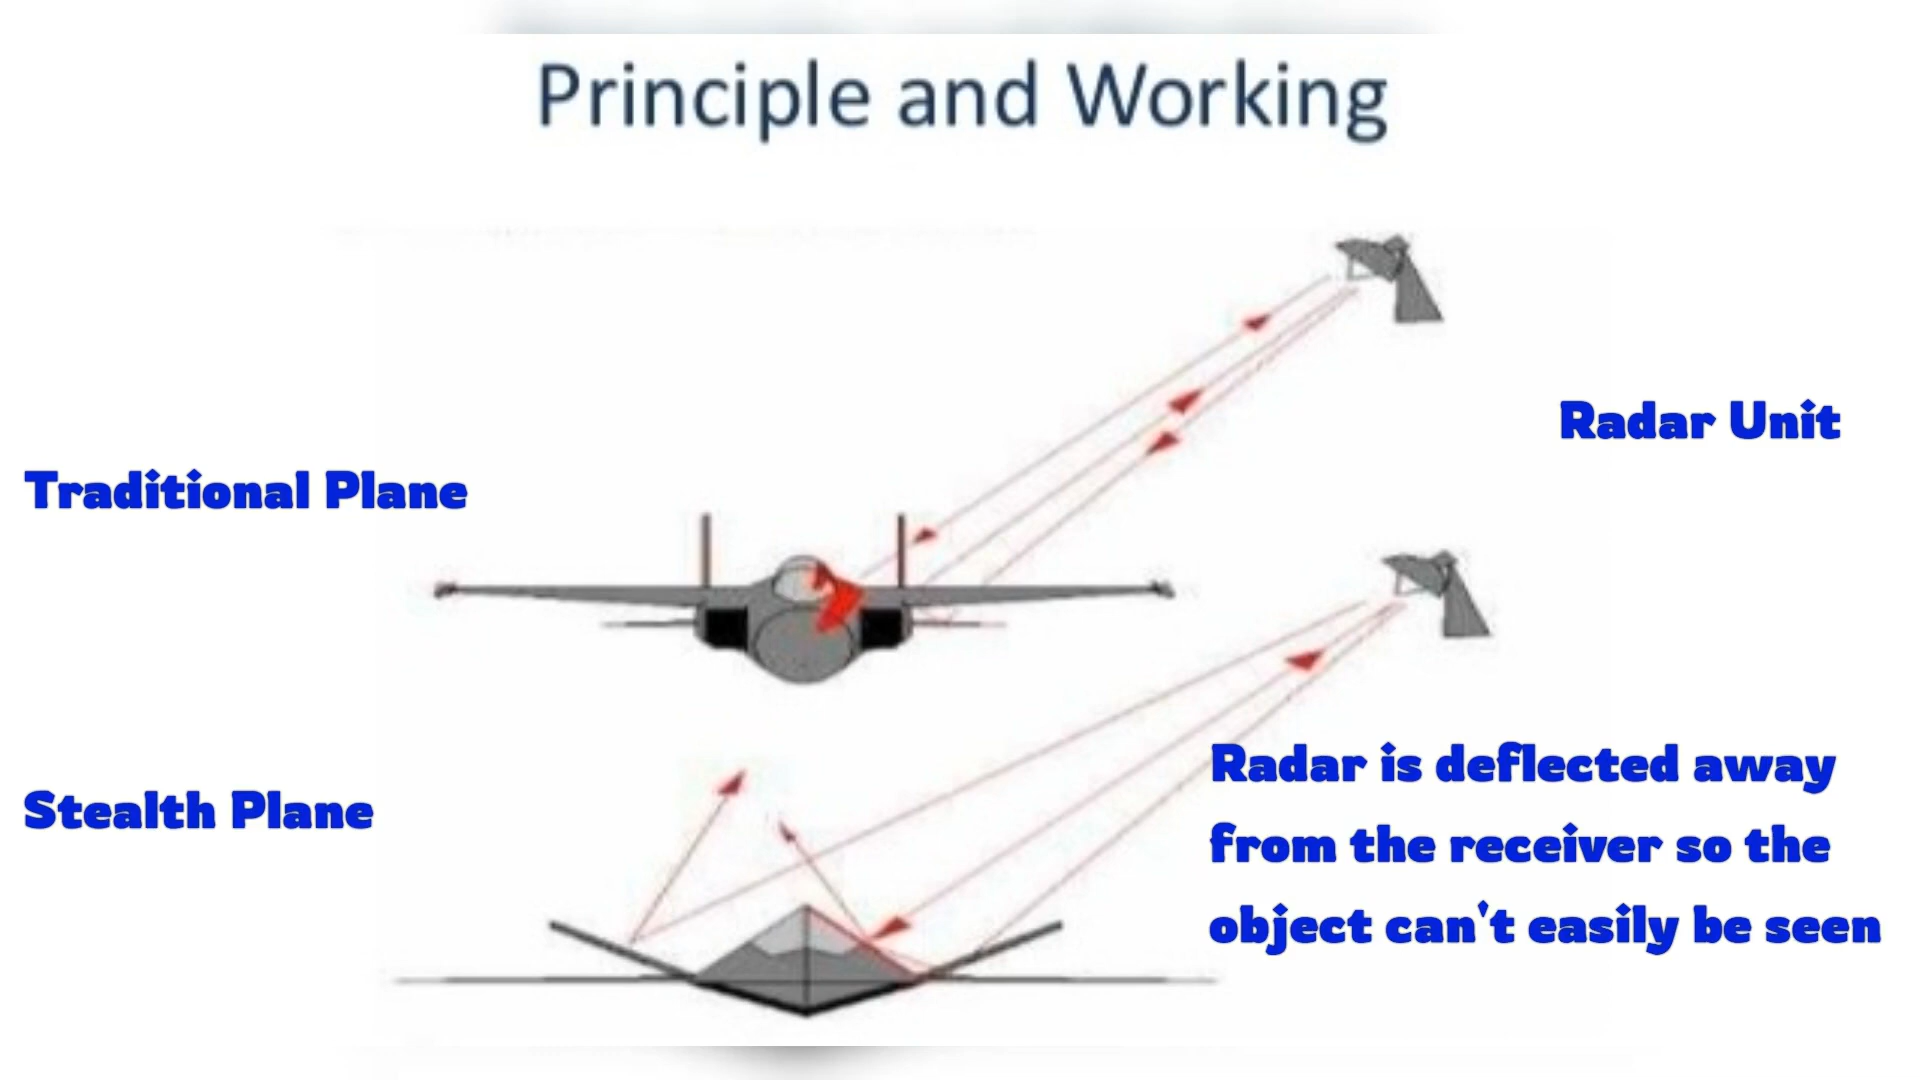 Principle and Working
Radar Unit
Traditional Plane
Stealth Plane
Radar is deflected away
from the receiver so the
object can't easily be seen